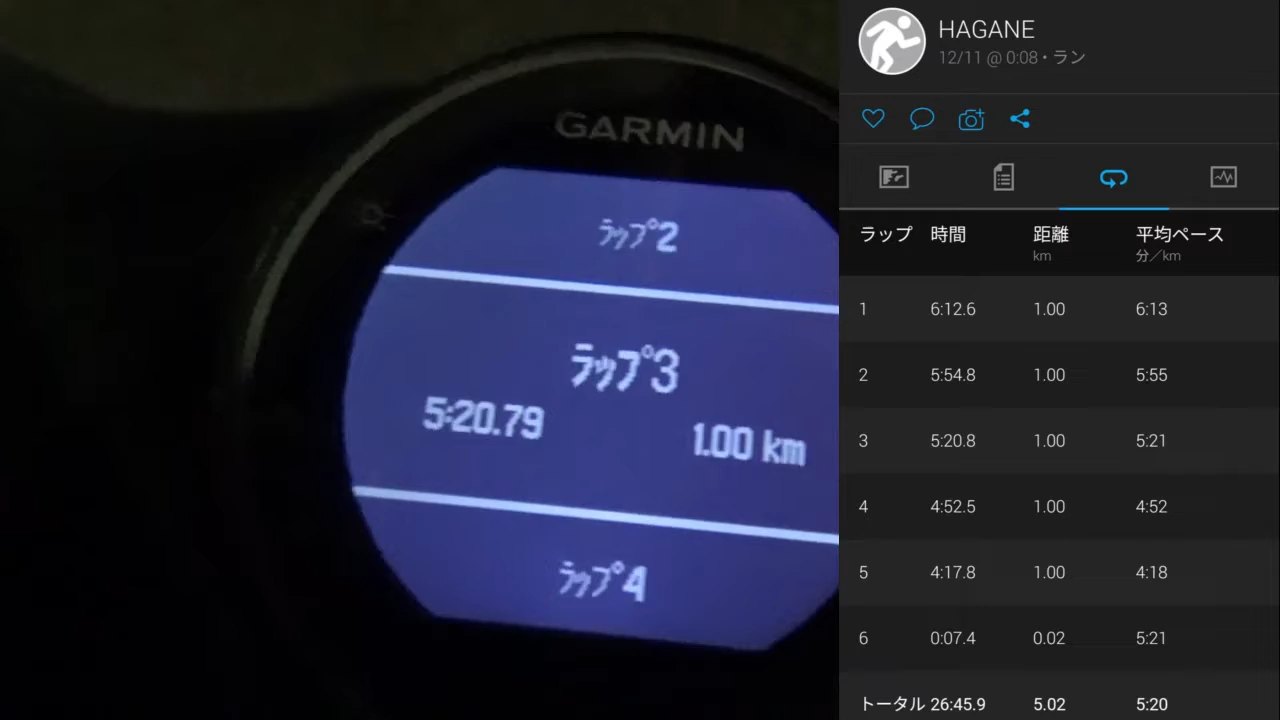 GARMIN
ラップ2
ラップ3
5:20.79
1.00 km
ラップ4
HAGANE
12/11 @ 0:08・ラン
ラップ 時間 距離 平均ペース
km 分／km
1 6:12.6 1.00 6:13
2 5:54.8 1.00 5:55
3 5:20.8 1.00 5:21
4 4:52.5 1.00 4:52
5 4:17.8 1.00 4:18
6 0:07.4 0.02 5:21
トータル 26:45.9 5.02 5:20